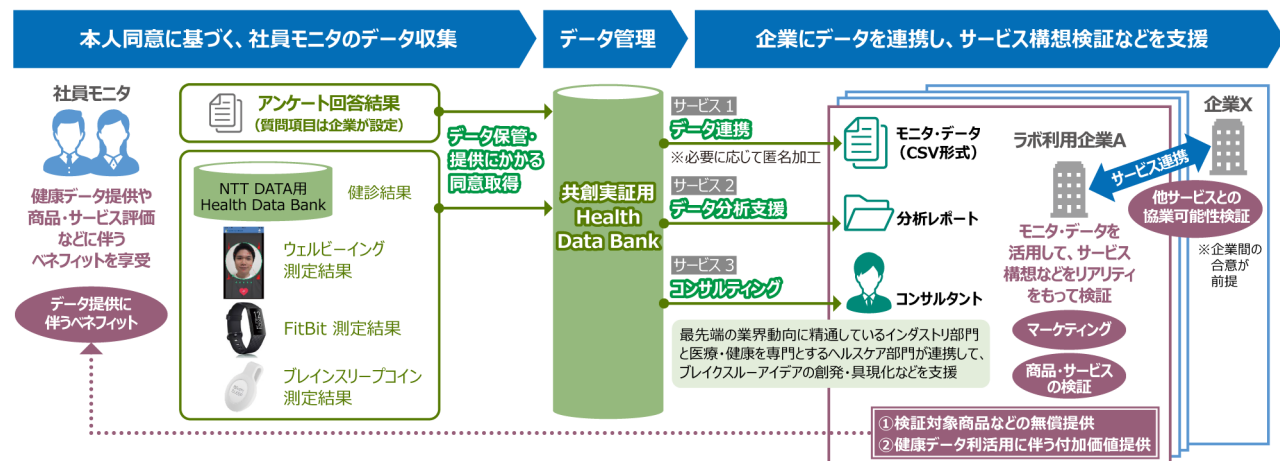 本人同意に基づく、社員モニタのデータ収集
データ管理
企業にデータを連携し、サービス構想検証などを支援
社員モニタ
健康データ提供や
商品・サービス評価
などに伴う
ベネフィットを享受
データ提供に
伴うベネフィット
アンケート回答結果
（質問項目は企業が設定）
NTT DATA用
Health Data Bank
健診結果
ウェルビーイング
測定結果
FitBit 測定結果
ブレインスリープコイン
測定結果
データ保管・
提供にかかる
同意取得
共創実証用
Health
Data Bank
サービス 1
データ連携
※必要に応じて匿名加工
サービス 2
データ分析支援
サービス 3
コンサルティング
モニタ・データ
（CSV形式）
分析レポート
コンサルタント
最先端の業界動向に精通しているインダストリ部門
と医療・健康を専門とするヘルスケア部門が連携して、
ブレイクスルーアイデアの創発・具現化などを支援
ラボ利用企業A
モニタ・データを
活用して、サービス
構想などをリアリティ
をもって検証
マーケティング
商品・サービス
の検証
サービス連携
企業X
他サービスとの
協業可能性検証
※企業間の
合意が
前提
①検証対象商品などの無償提供
②健康データ利活用に伴う付加価値提供